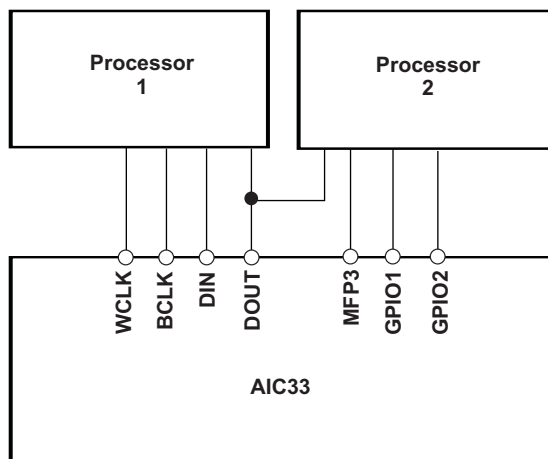 Processor
1
Processor
2
WCLK
BCLK
DIN
DOUT
MFP3
GPIO1
GPIO2
AIC33